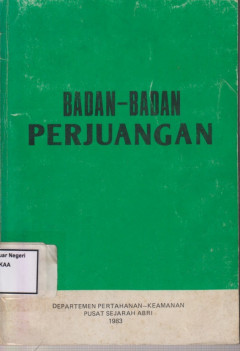 BADAN-BADAN
PERJUANGAN
uar Negeri
KAA
DEPARTEMEN PERTAHANAN-KEAMANAN
PUSAT SEJARAH ABRI
1983